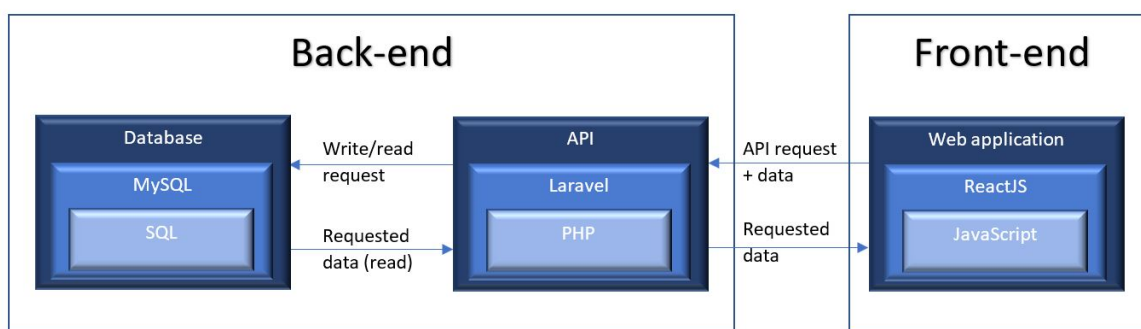 Back-end
Front-end
Database
MySQL
SQL
Write/read
request
Requested
data (read)
API
Laravel
PHP
API request
+ data
Requested
data
Web application
ReactJS
JavaScript